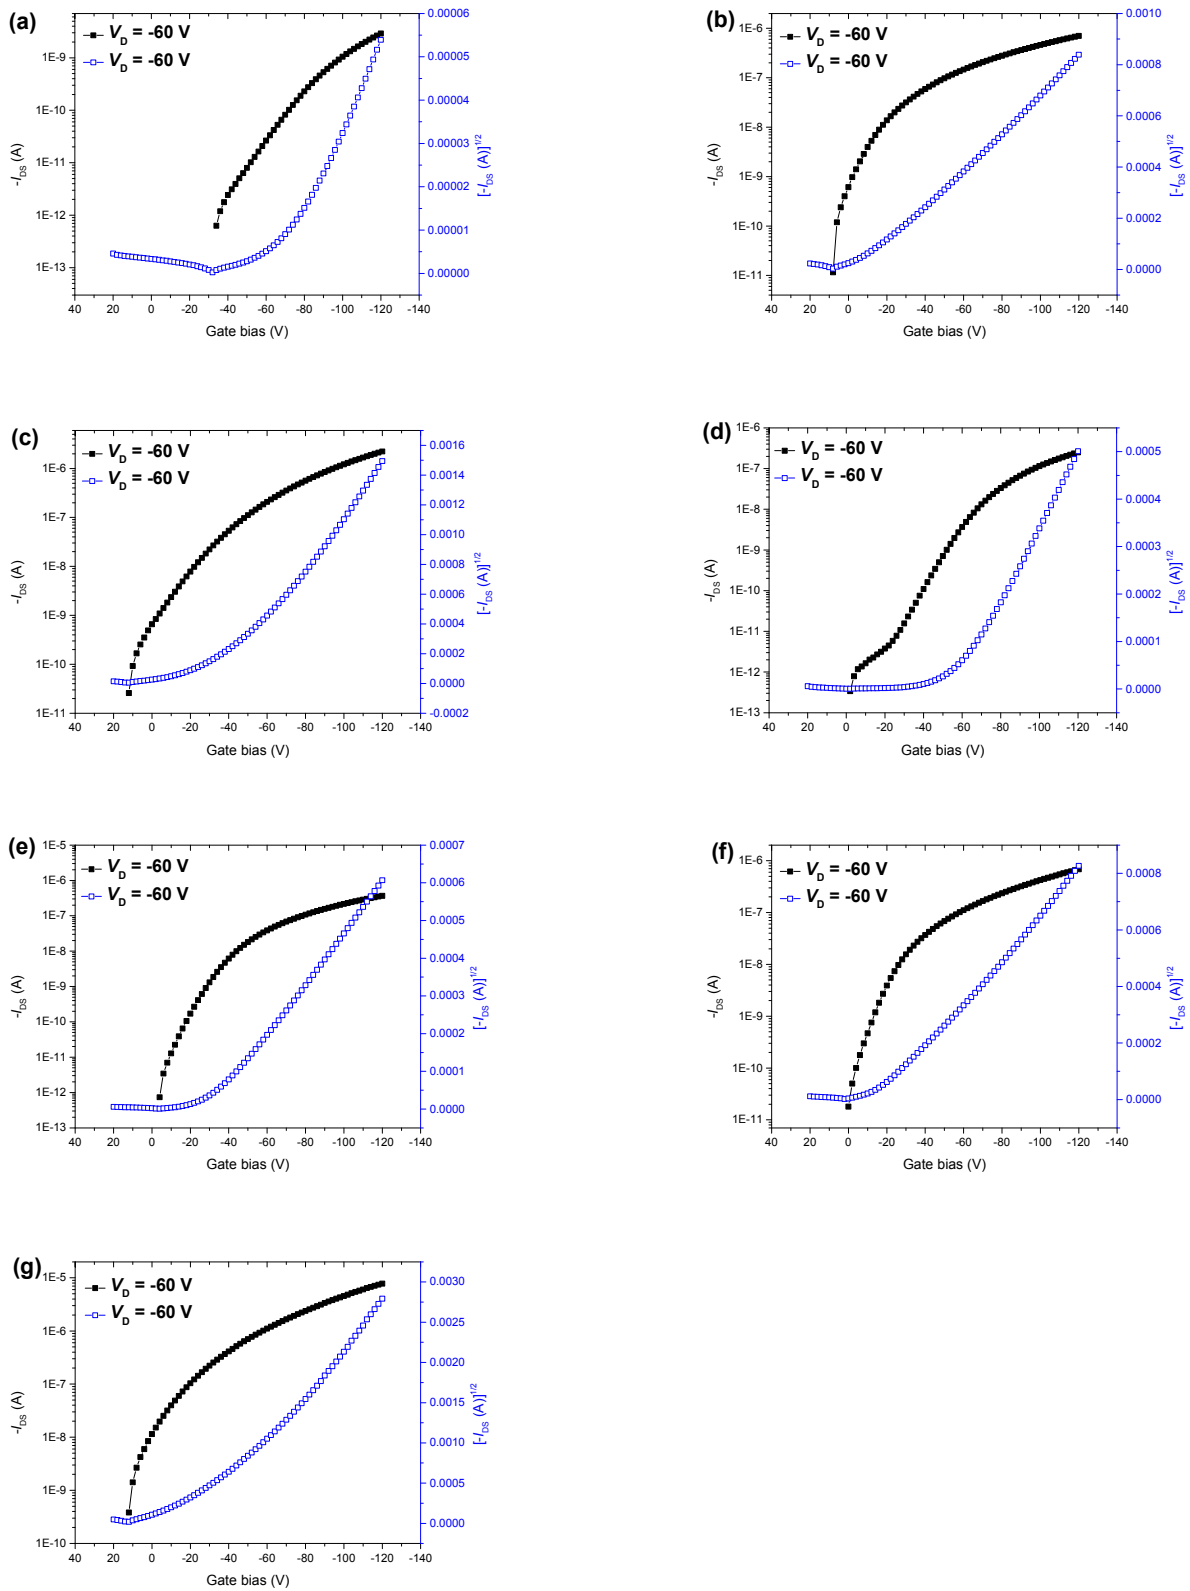 (a)
V_D = -60 V
V_D = -60 V
1E-9
1E-10
1E-11
1E-12
1E-13
-I_DS (A)
0.00006
0.00005
0.00004
0.00003
0.00002
0.00001
0.00000
[-I_DS (A)]^1/2
40 20 0 -20 -40 -60 -80 -100 -120 -140
Gate bias (V)
(b)
V_D = -60 V
V_D = -60 V
1E-6
1E-7
1E-8
1E-9
1E-10
1E-11
-I_DS (A)
0.0010
0.0008
0.0006
0.0004
0.0002
0.0000
[-I_DS (A)]^1/2
40 20 0 -20 -40 -60 -80 -100 -120 -140
Gate bias (V)
(c)
V_D = -60 V
V_D = -60 V
1E-6
1E-7
1E-8
1E-9
1E-10
1E-11
-I_DS (A)
0.0016
0.0014
0.0012
0.0010
0.0008
0.0006
0.0004
0.0002
0.0000
-0.0002
[-I_DS (A)]^1/2
40 20 0 -20 -40 -60 -80 -100 -120 -140
Gate bias (V)
(d)
V_D = -60 V
V_D = -60 V
1E-6
1E-7
1E-8
1E-9
1E-10
1E-11
1E-12
1E-13
-I_DS (A)
0.0005
0.0004
0.0003
0.0002
0.0001
0.0000
[-I_DS (A)]^1/2
40 20 0 -20 -40 -60 -80 -100 -120 -140
Gate bias (V)
(e)
V_D = -60 V
V_D = -60 V
1E-5
1E-6
1E-7
1E-8
1E-9
1E-10
1E-11
1E-12
1E-13
-I_DS (A)
0.0007
0.0006
0.0005
0.0004
0.0003
0.0002
0.0001
0.0000
[-I_DS (A)]^1/2
40 20 0 -20 -40 -60 -80 -100 -120 -140
Gate bias (V)
(f)
V_D = -60 V
V_D = -60 V
1E-6
1E-7
1E-8
1E-9
1E-10
1E-11
-I_DS (A)
0.0008
0.0006
0.0004
0.0002
0.0000
[-I_DS (A)]^1/2
40 20 0 -20 -40 -60 -80 -100 -120 -140
Gate bias (V)
(g)
V_D = -60 V
V_D = -60 V
1E-5
1E-6
1E-7
1E-8
1E-9
1E-10
-I_DS (A)
0.0030
0.0025
0.0020
0.0015
0.0010
0.0005
0.0000
[-I_DS (A)]^1/2
40 20 0 -20 -40 -60 -80 -100 -120 -140
Gate bias (V)